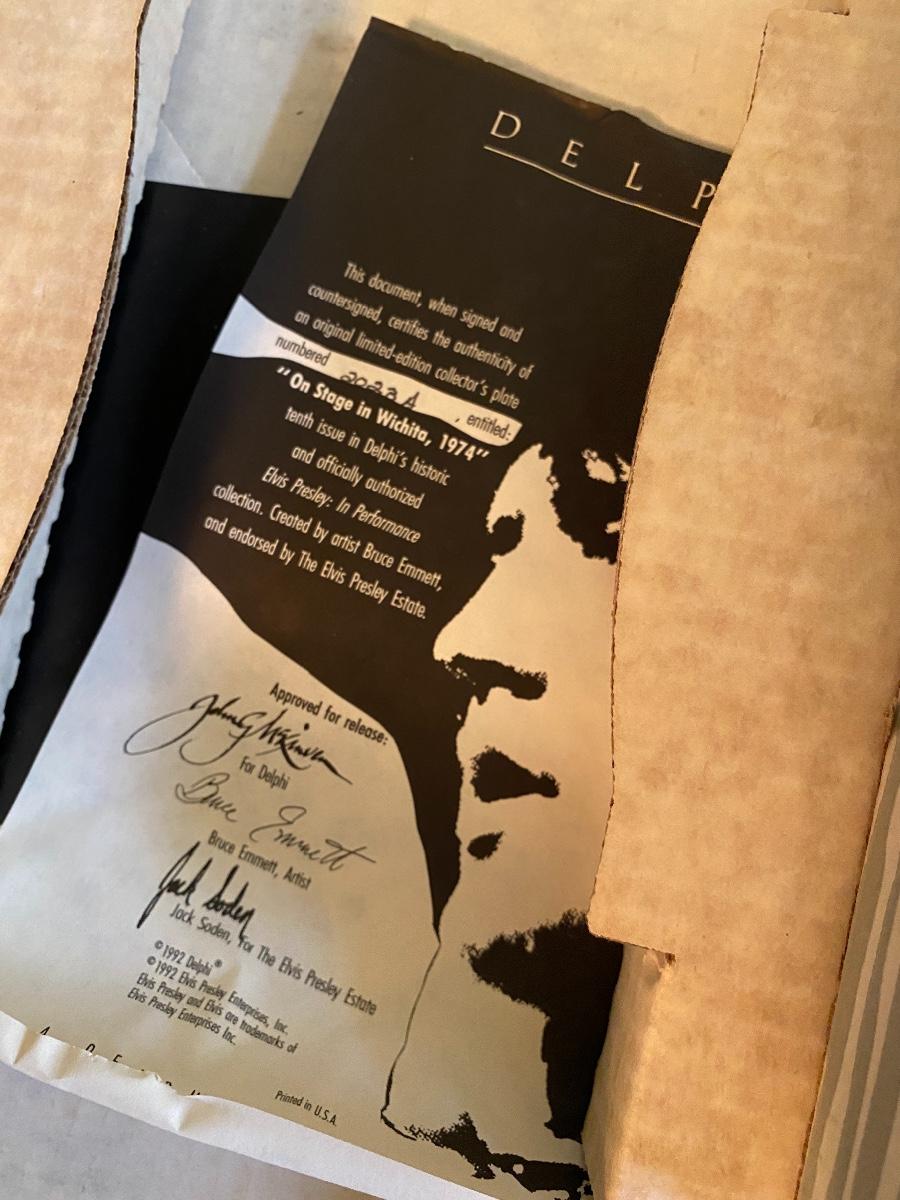 DELP
This document, when signed and
countersigned, certifies the authenticity of
an original limited-edition collector's plate
numbered 2033A, entitled:
"On Stage in Wichita, 1974"
tenth issue in Delphi's historic
and officially authorized
Elvis Presley: In Performance
collection. Created by artist Bruce Emmett,
and endorsed by The Elvis Presley Estate.
Approved for release:
For Delphi
Bruce Emmett
Bruce Emmett, Artist
Jack Soden
Jack Soden, For The Elvis Presley Estate
©1992 Delphi®
©1992 Elvis Presley Enterprises, Inc.
Elvis Presley and Elvis are trademarks of
Elvis Presley Enterprises Inc.
Printed in U.S.A.